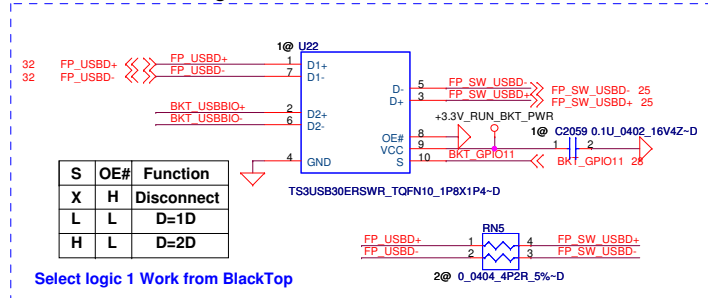 1@ U22
32 FP_USBD+ FP_USBD+ 1 D1+
32 FP_USBD- FP_USBD- 7 D1-
D- 5 FP_SW_USBD- FP_SW_USBD- 25
D+ 3 FP_SW_USBD+ FP_SW_USBD+ 25
BKT_USBBIO+ 2 D2+
BKT_USBBIO- 6 D2-
+3.3V_RUN_BKT_PWR
OE# 8
1@ C2059 0.1U_0402_16V4Z~D
VCC 9 1 2
4 GND
S 10 BKT_GPIO11 BKT_GPIO11 28
TS3USB30ERSWR_TQFN10_1P8X1P4~D
S OE# Function
X H Disconnect
L L D=1D
H L D=2D
RN5
FP_USBD+ 1 4 FP_SW_USBD+
FP_USBD- 2 3 FP_SW_USBD-
2@ 0_0404_4P2R_5%~D
Select logic 1 Work from BlackTop